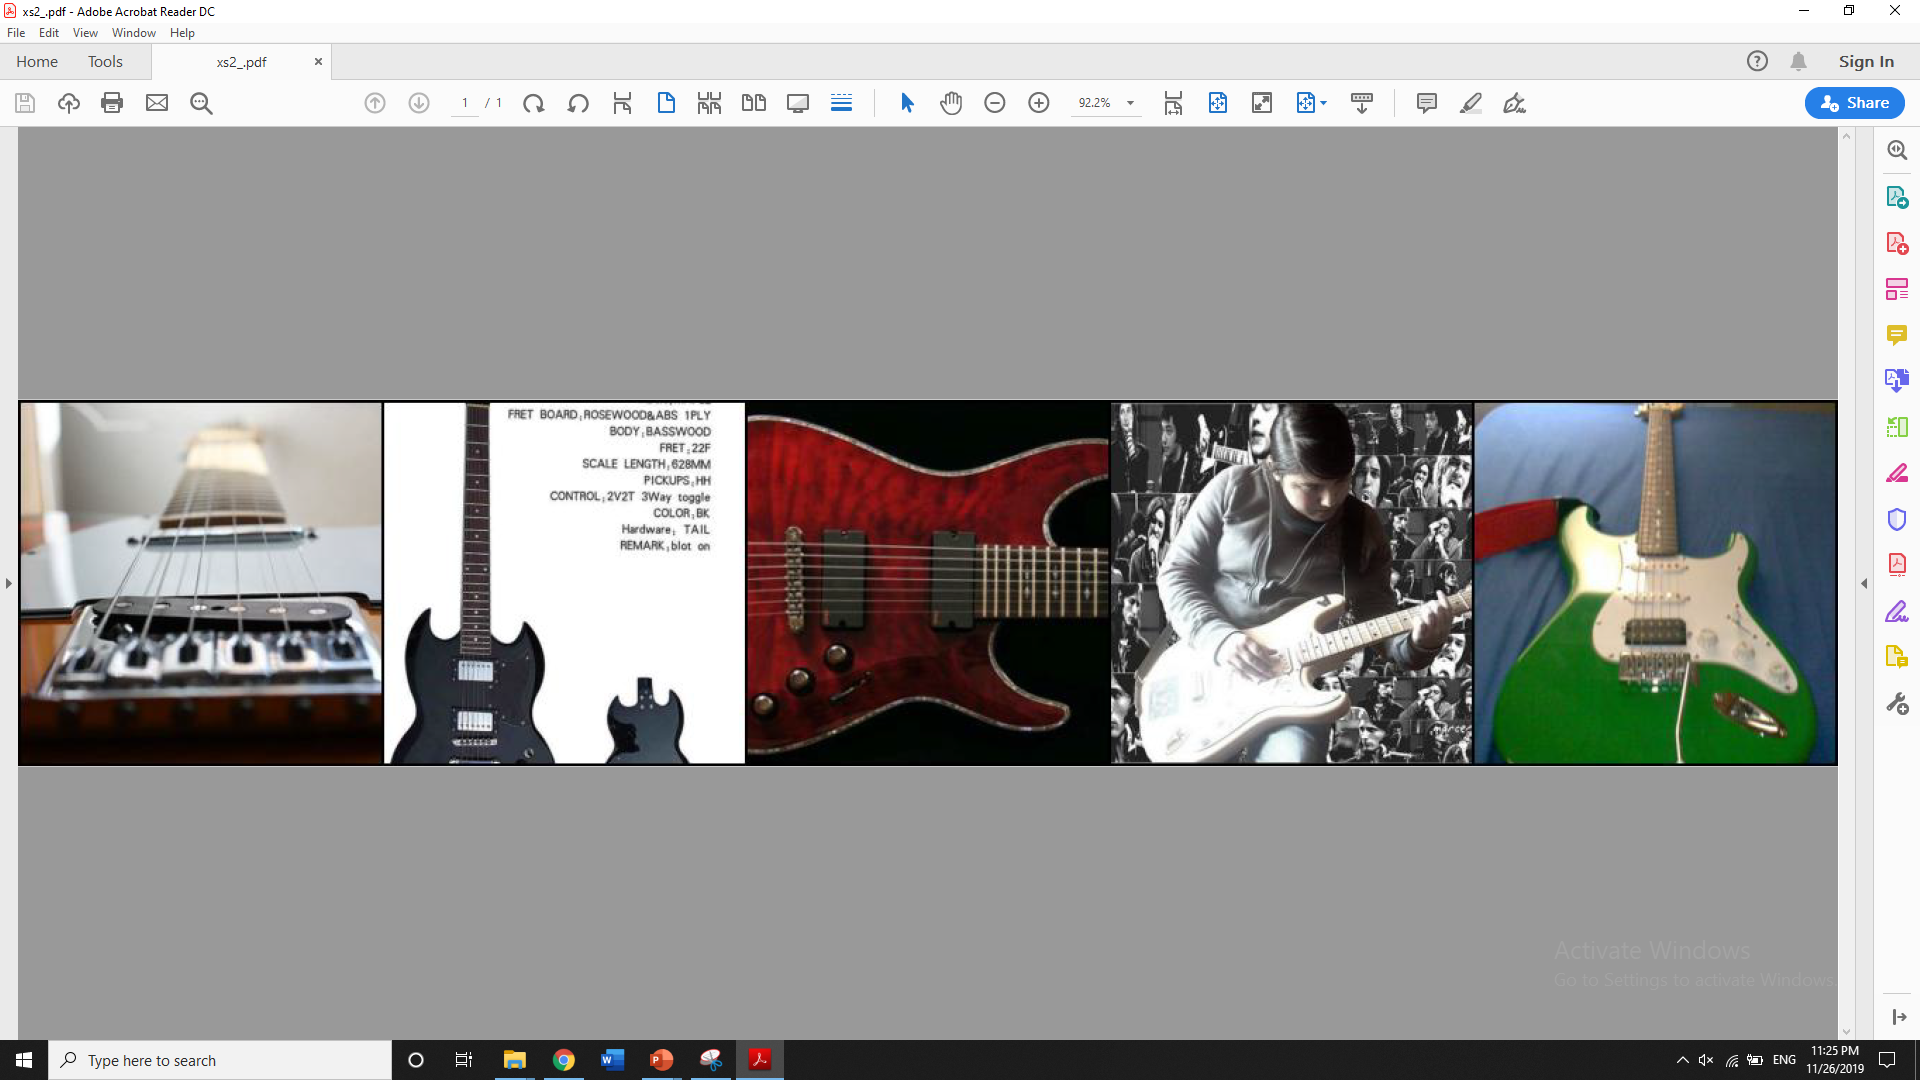 xs2_.pdf - Adobe Acrobat Reader DC
File Edit View Window Help
Home Tools xs2_.pdf
Sign In
1 / 1
92.2%
Share
FRET BOARD;ROSEWOOD&ABS 1PLY
BODY;BASSWOOD
FRET;22F
SCALE LENGTH;628MM
PICKUPS;HH
CONTROL;2V2T 3Way toggle
COLOR;BK
Hardware; TAIL
REMARK;blot on
Activate Windows
Go to Settings to activate Windows.
Type here to search
ENG
11:25 PM
11/26/2019